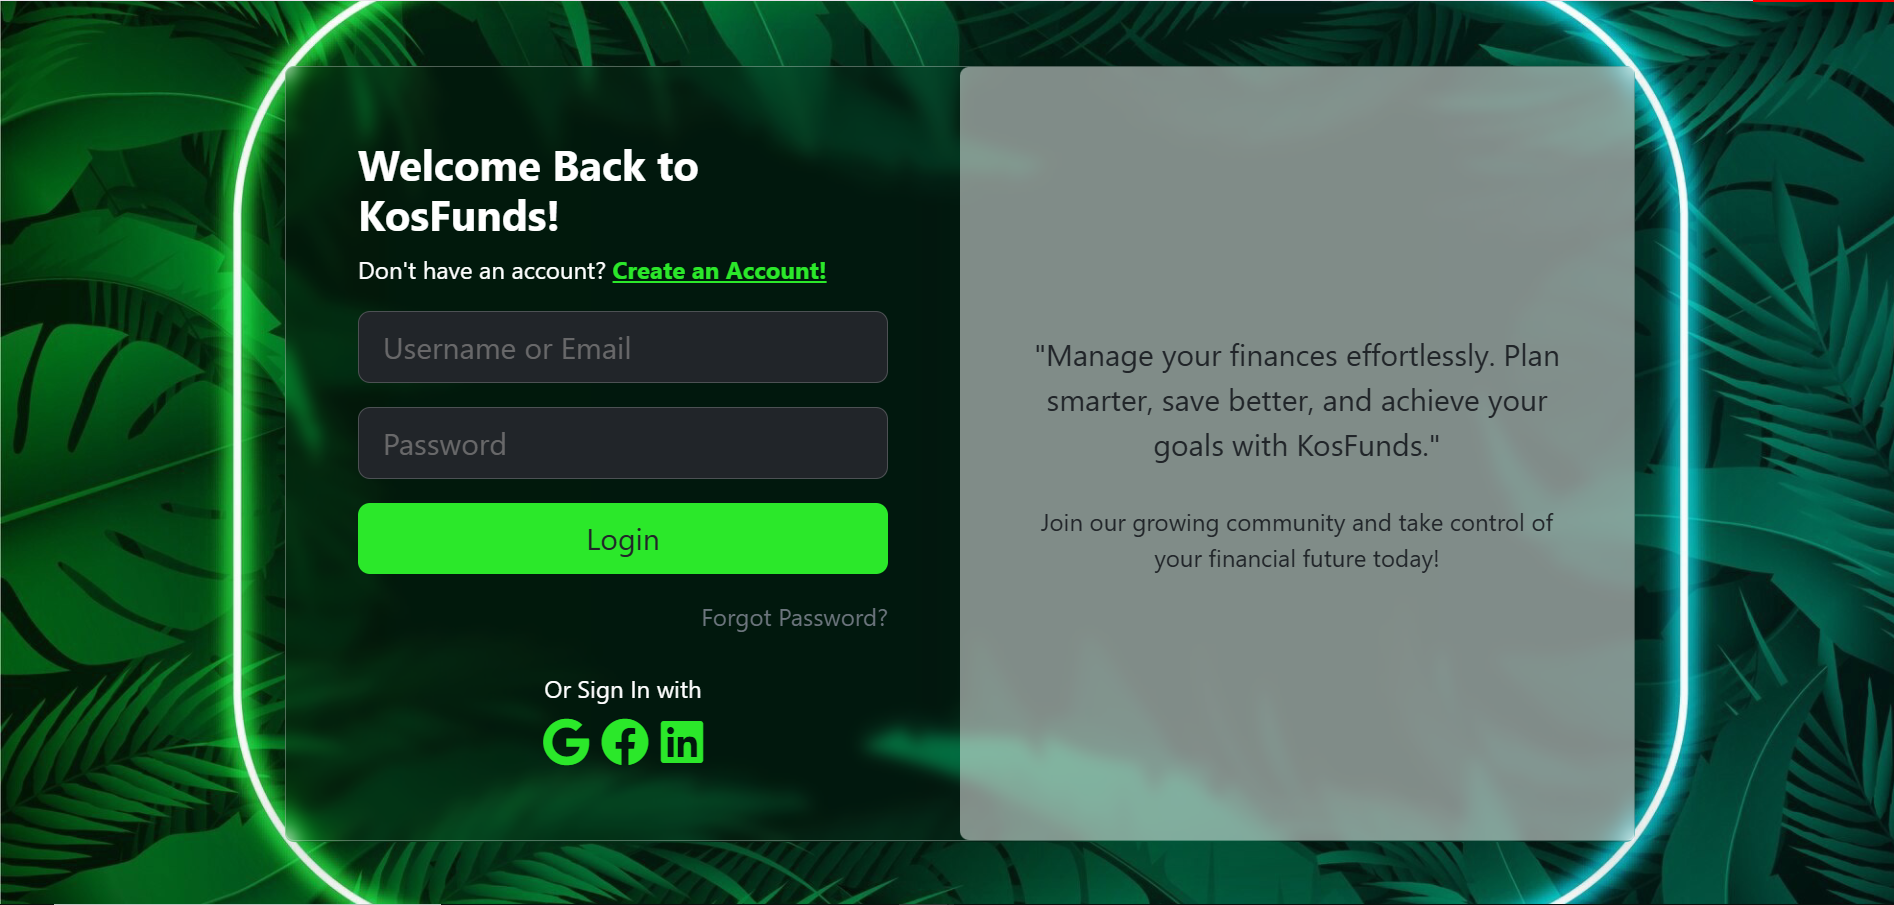 Welcome Back to
KosFunds!
Don't have an account? Create an Account!
Username or Email
Password
Login
Forgot Password?
Or Sign In with
"Manage your finances effortlessly. Plan
smarter, save better, and achieve your
goals with KosFunds."
Join our growing community and take control of
your financial future today!